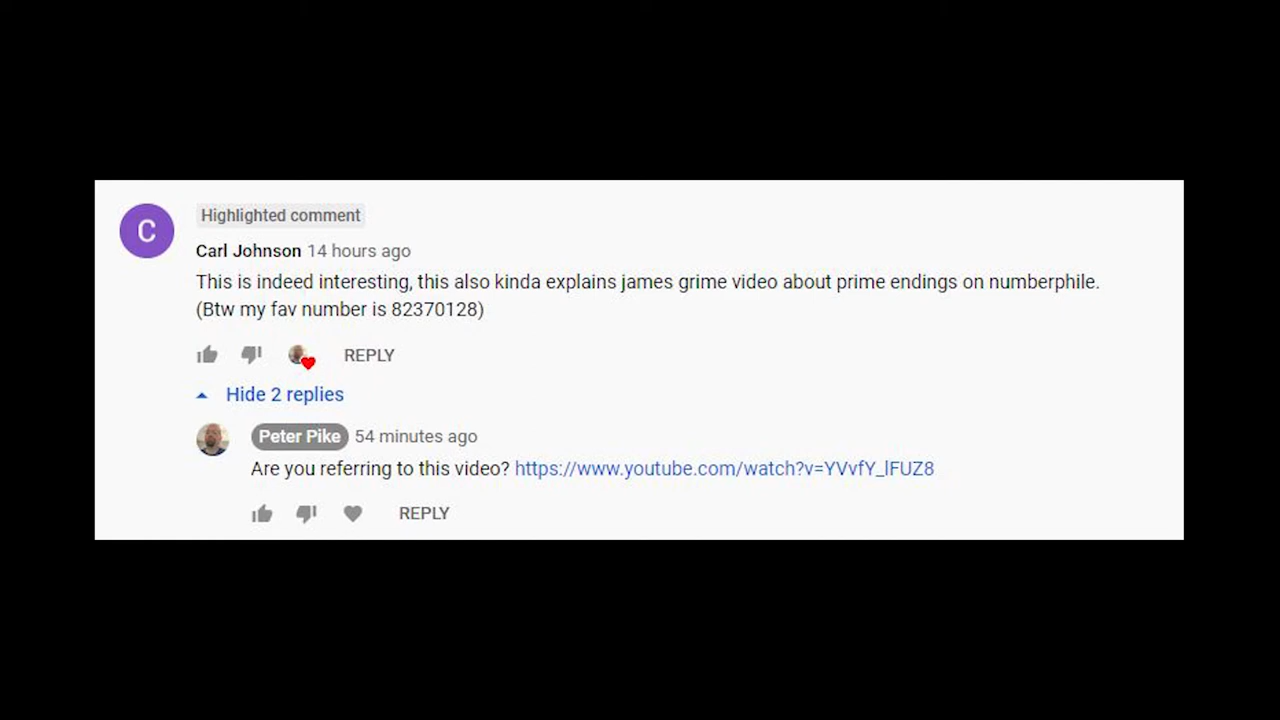 C
Highlighted comment
Carl Johnson 14 hours ago
This is indeed interesting, this also kinda explains james grime video about prime endings on numberphile.
(Btw my fav number is 82370128)
REPLY
Hide 2 replies
Peter Pike 54 minutes ago
Are you referring to this video? https://www.youtube.com/watch?v=YVvfY_lFUZ8
REPLY